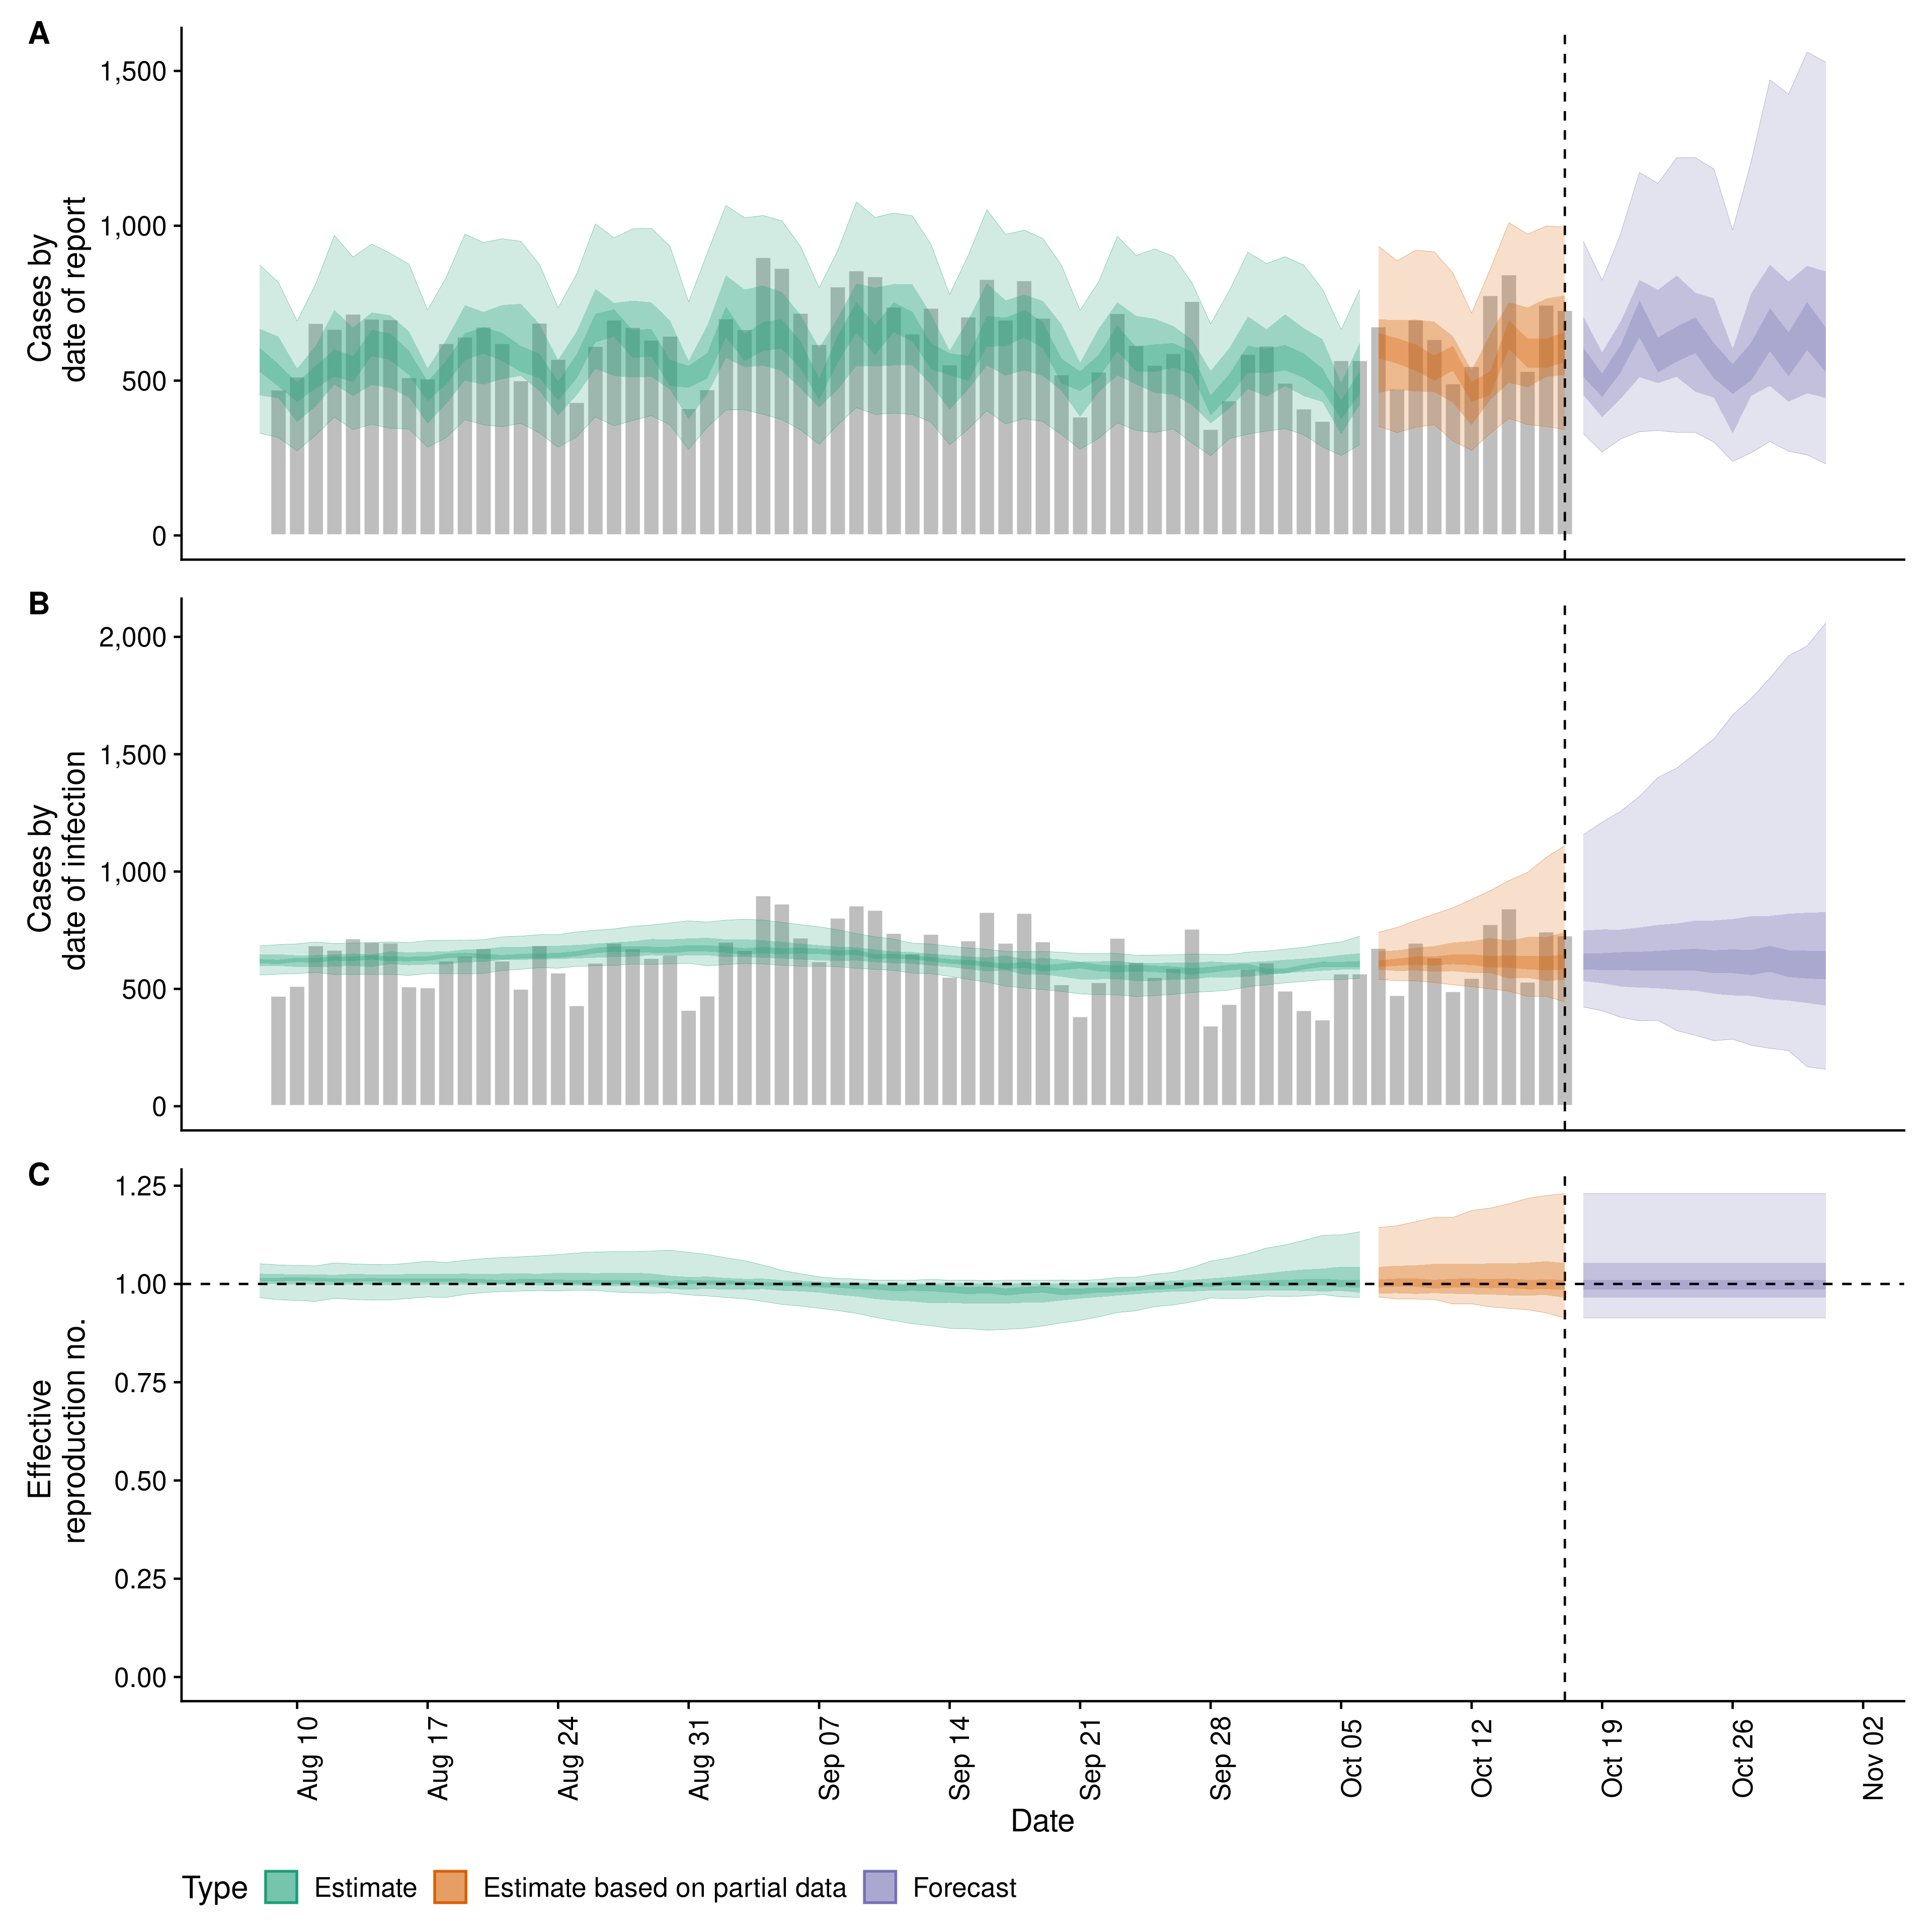 A
1,500
1,000
500
0
Cases by
date of report
B
2,000
1,500
1,000
500
0
Cases by
date of infection
C
1.25
1.00
0.75
0.50
0.25
0.00
Effective
reproduction no.
Aug 10
Aug 17
Aug 24
Aug 31
Sep 07
Sep 14
Sep 21
Sep 28
Oct 05
Oct 12
Oct 19
Oct 26
Nov 02
Date
Type Estimate Estimate based on partial data Forecast